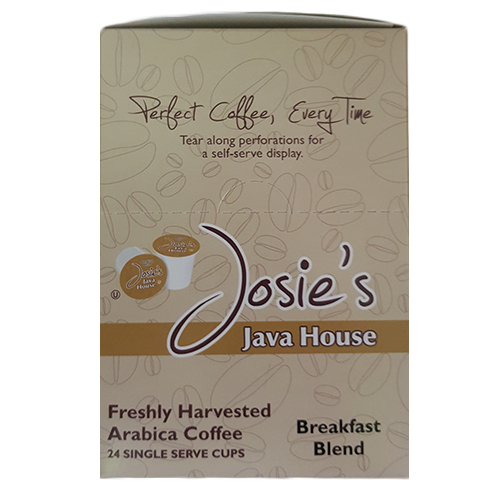 Perfect Coffee, Every Time
Tear along perforations for
a self-serve display.
Josie's
Java
House
Josie's
Java House
U
Freshly Harvested
Arabica Coffee
24 SINGLE SERVE CUPS
Breakfast
Blend